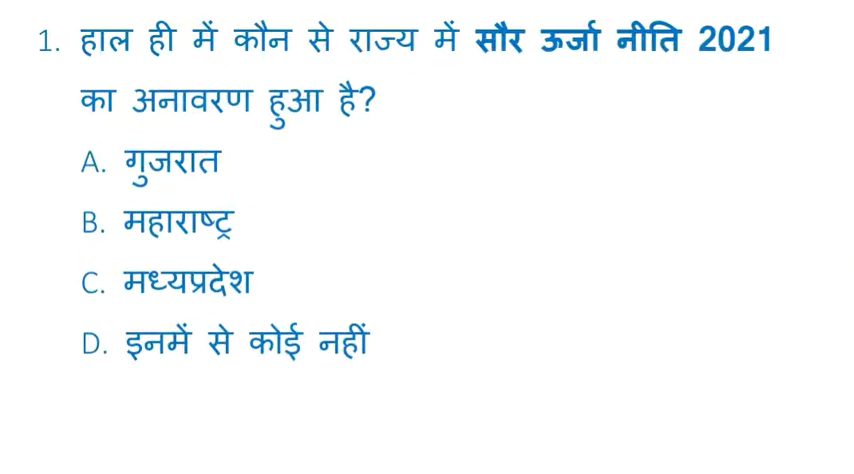 1. हाल ही में कौन से राज्य में सौर ऊर्जा नीति 2021
का अनावरण हुआ है?
A. गुजरात
B. महाराष्ट्र
C. मध्यप्रदेश
D. इनमें से कोई नहीं